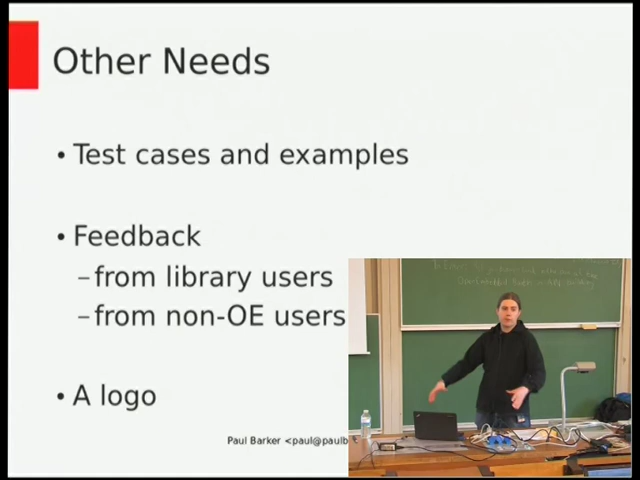 Other Needs
• Test cases and examples
• Feedback
–from library users
–from non-OE users
• A logo
Paul Barker <paul@paulb